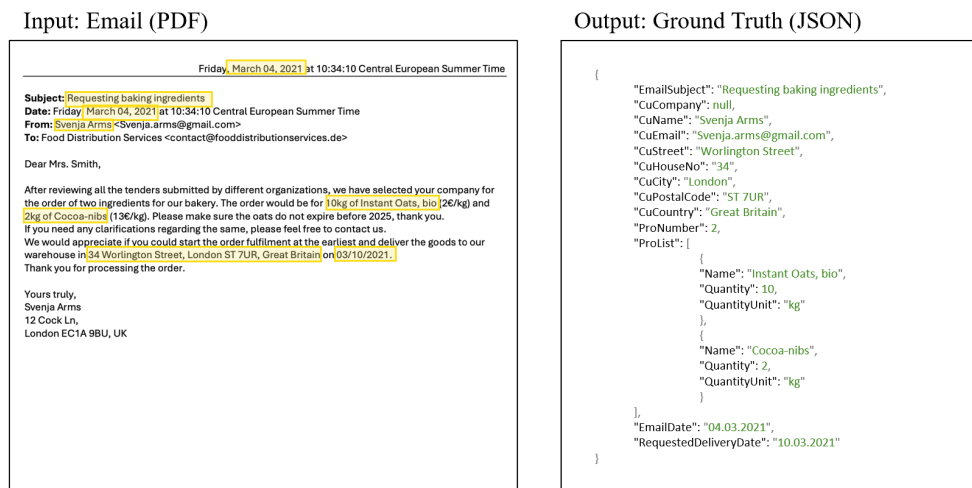 Input: Email (PDF)
Friday, March 04, 2021 at 10:34:10 Central European Summer Time
Subject: Requesting baking ingredients
Date: Friday March 04, 2021 at 10:34:10 Central European Summer Time
From: Svenja Arms <Svenja.arms@gmail.com>
To: Food Distribution Services <contact@fooddistributionservices.de>
Dear Mrs. Smith,
After reviewing all the tenders submitted by different organizations, we have selected your company for
the order of two ingredients for our bakery. The order would be for 10kg of Instant Oats, bio (2€/kg) and
2kg of Cocoa-nibs (13€/kg). Please make sure the oats do not expire before 2025, thank you.
If you need any clarifications regarding the same, please feel free to contact us.
We would appreciate if you could start the order fulfilment at the earliest and deliver the goods to our
warehouse in 34 Worlington Street, London ST 7UR, Great Britain on 03/10/2021.
Thank you for processing the order.
Yours truly,
Svenja Arms
12 Cock Ln,
London EC1A 9BU, UK
Output: Ground Truth (JSON)
{
"EmailSubject": "Requesting baking ingredients",
"CuCompany": null,
"CuName": "Svenja Arms",
"CuEmail": "Svenja.arms@gmail.com",
"CuStreet": "Worlington Street",
"CuHouseNo": "34",
"CuCity": "London",
"CuPostalCode": "ST 7UR",
"CuCountry": "Great Britain",
"ProNumber": 2,
"ProList": [
{
"Name": "Instant Oats, bio",
"Quantity": 10,
"QuantityUnit": "kg"
},
{
"Name": "Cocoa-nibs",
"Quantity": 2,
"QuantityUnit": "kg"
}
],
"EmailDate": "04.03.2021",
"RequestedDeliveryDate": "10.03.2021"
}